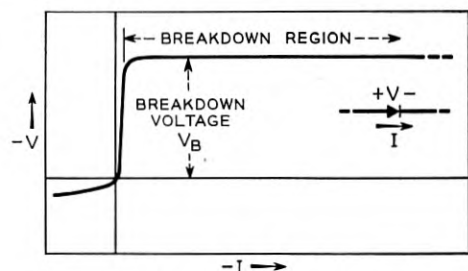 BREAKDOWN REGION
BREAKDOWN
VOLTAGE
V_B
+V−
I
−V
−I